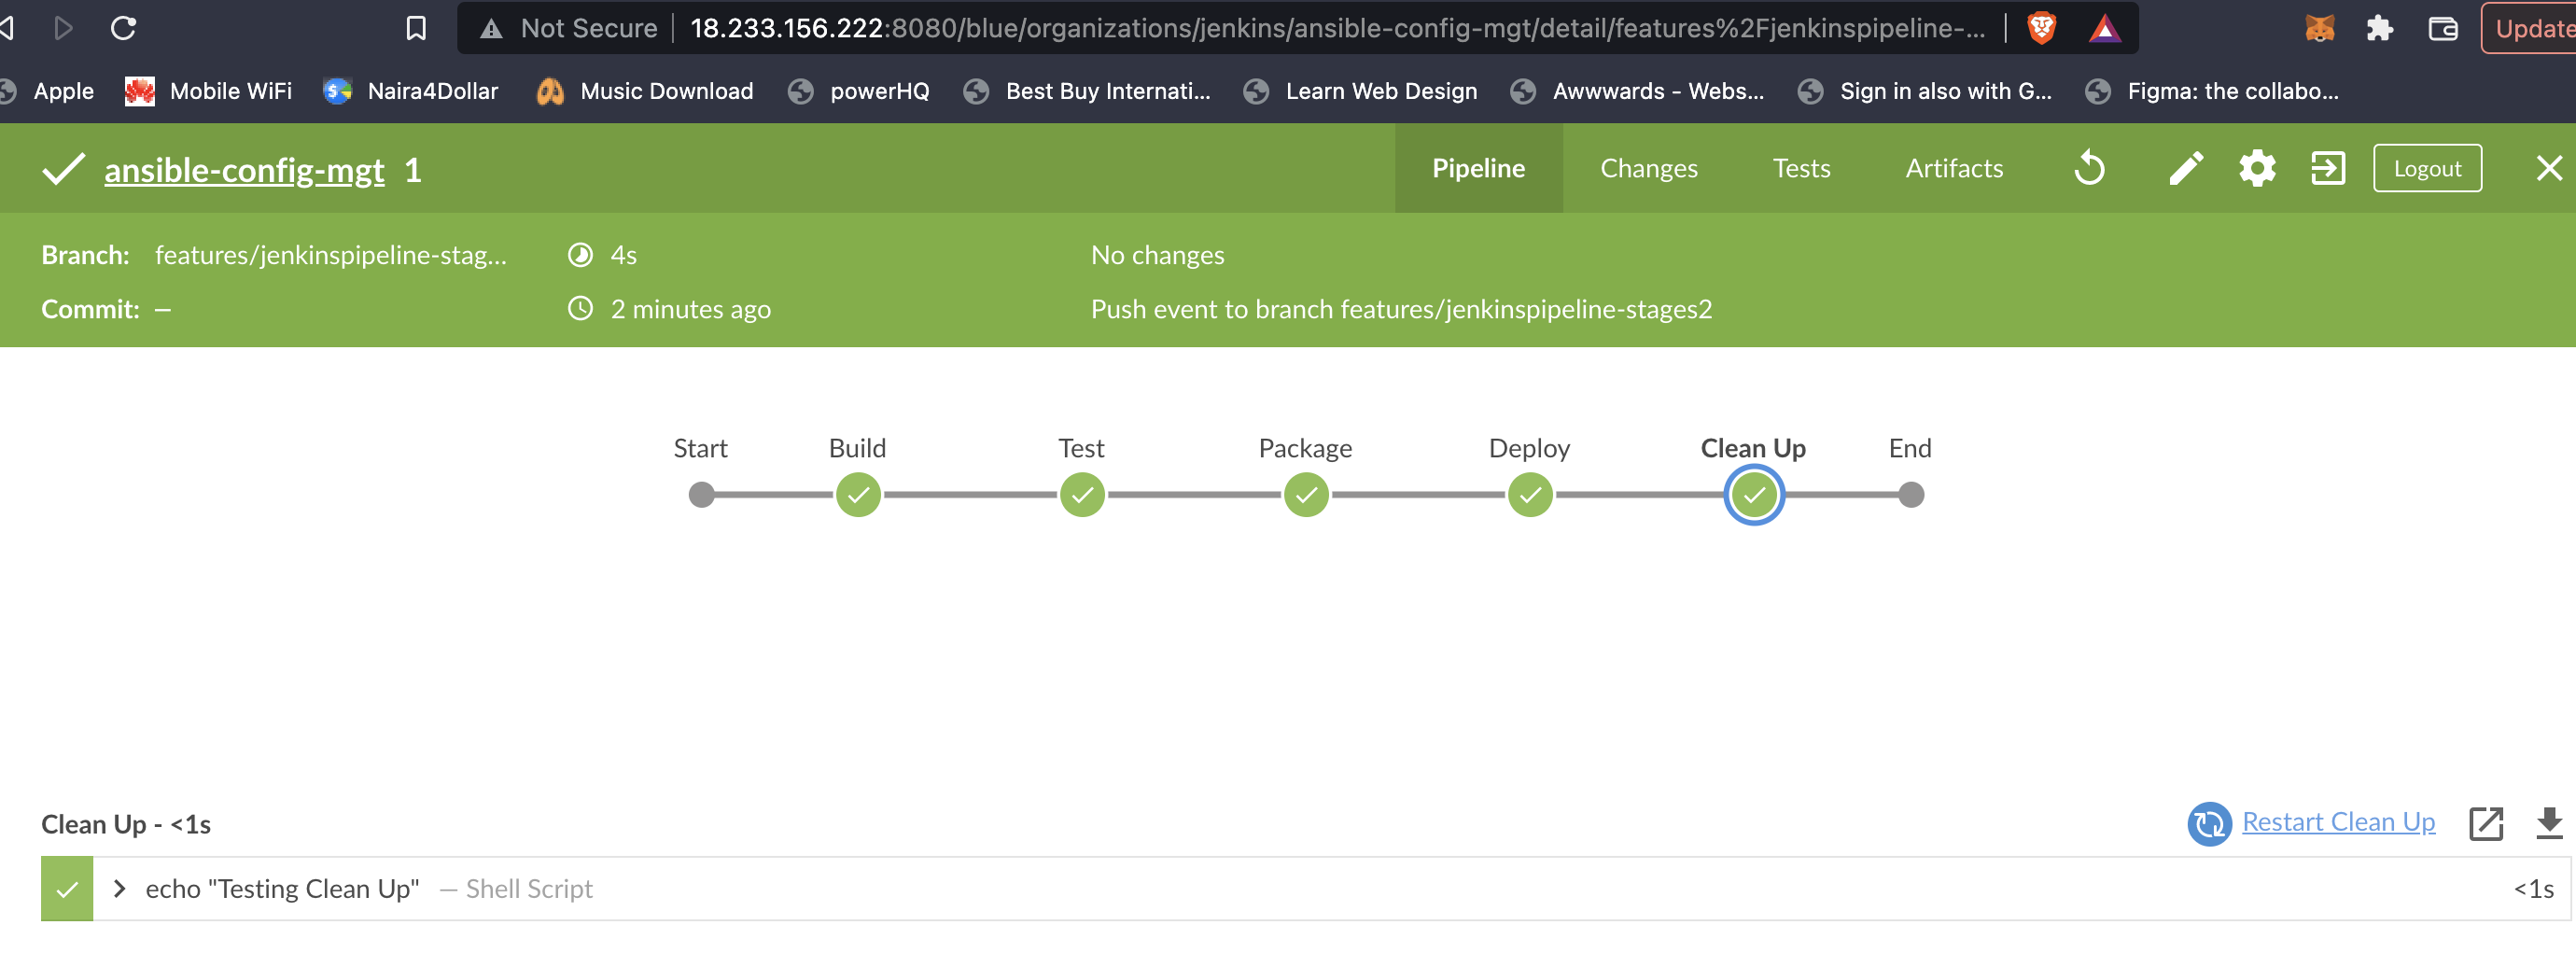 Not Secure 18.233.156.222:8080/blue/organizations/jenkins/ansible-config-mgt/detail/features%2Fjenkinspipeline-... Update
Apple Mobile WiFi Naira4Dollar Music Download powerHQ Best Buy Internati... Learn Web Design Awwwards - Webs... Sign in also with G... Figma: the collabo...
ansible-config-mgt 1 Pipeline Changes Tests Artifacts Logout
Branch: features/jenkinspipeline-stag... 4s No changes
Commit: — 2 minutes ago Push event to branch features/jenkinspipeline-stages2
Start Build Test Package Deploy Clean Up End
Clean Up - <1s Restart Clean Up
echo "Testing Clean Up" — Shell Script <1s